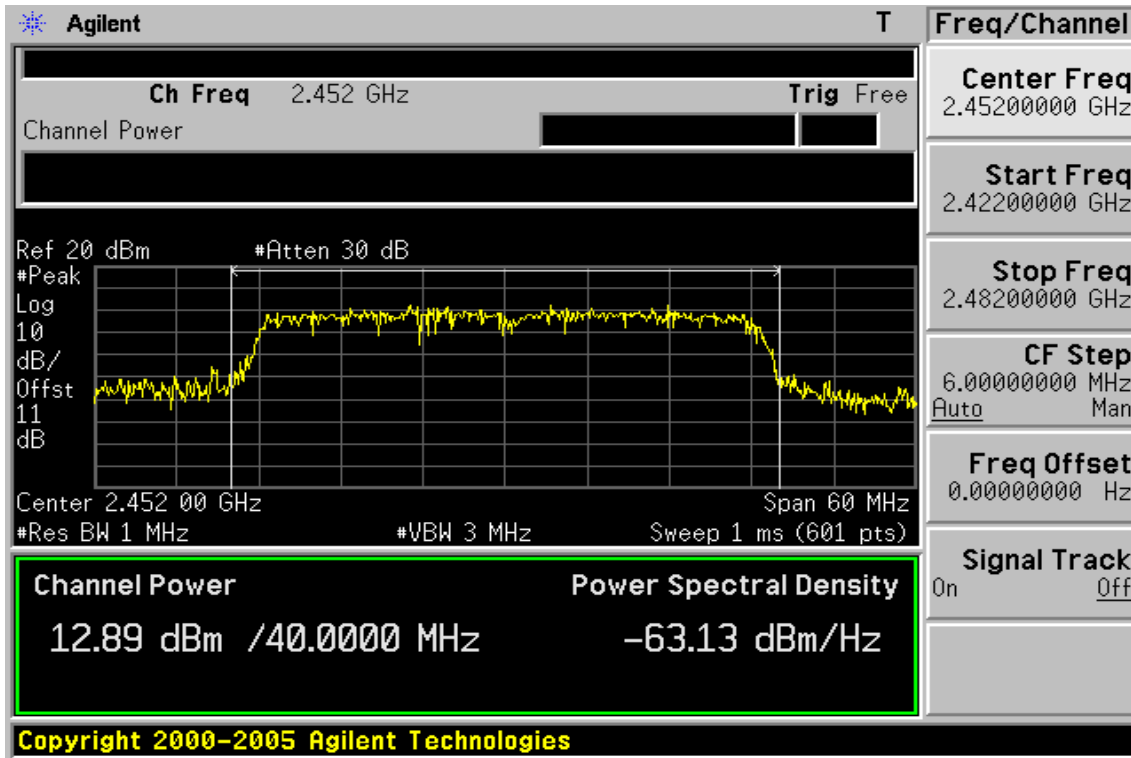 Agilent T
Freq/Channel
Ch Freq 2.452 GHz Trig Free
Channel Power
Ref 20 dBm #Atten 30 dB
#Peak
Log
10
dB/
Offst
11
dB
Center 2.452 00 GHz Span 60 MHz
#Res BW 1 MHz #VBW 3 MHz Sweep 1 ms (601 pts)
Channel Power Power Spectral Density
12.89 dBm /40.0000 MHz -63.13 dBm/Hz
Copyright 2000-2005 Agilent Technologies
Center Freq
2.45200000 GHz
Start Freq
2.42200000 GHz
Stop Freq
2.48200000 GHz
CF Step
6.00000000 MHz
Auto Man
Freq Offset
0.00000000 Hz
Signal Track
On Off